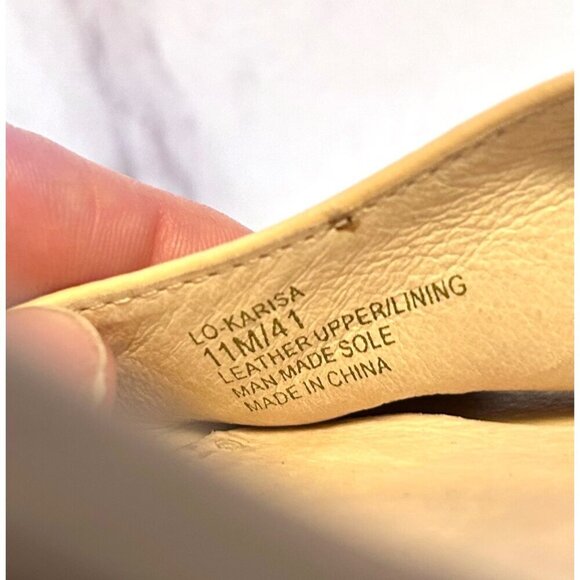 LO-KARISA
11M/41
LEATHER UPPER/LINING
MAN MADE SOLE
MADE IN CHINA